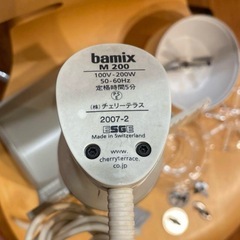 bamix
M 200
100V-200W
50-60Hz
定格時間5分
(株)チェリーテラス
2007-2
ESGE
Made in Switzerland
www.
cherryterrace.
co.jp